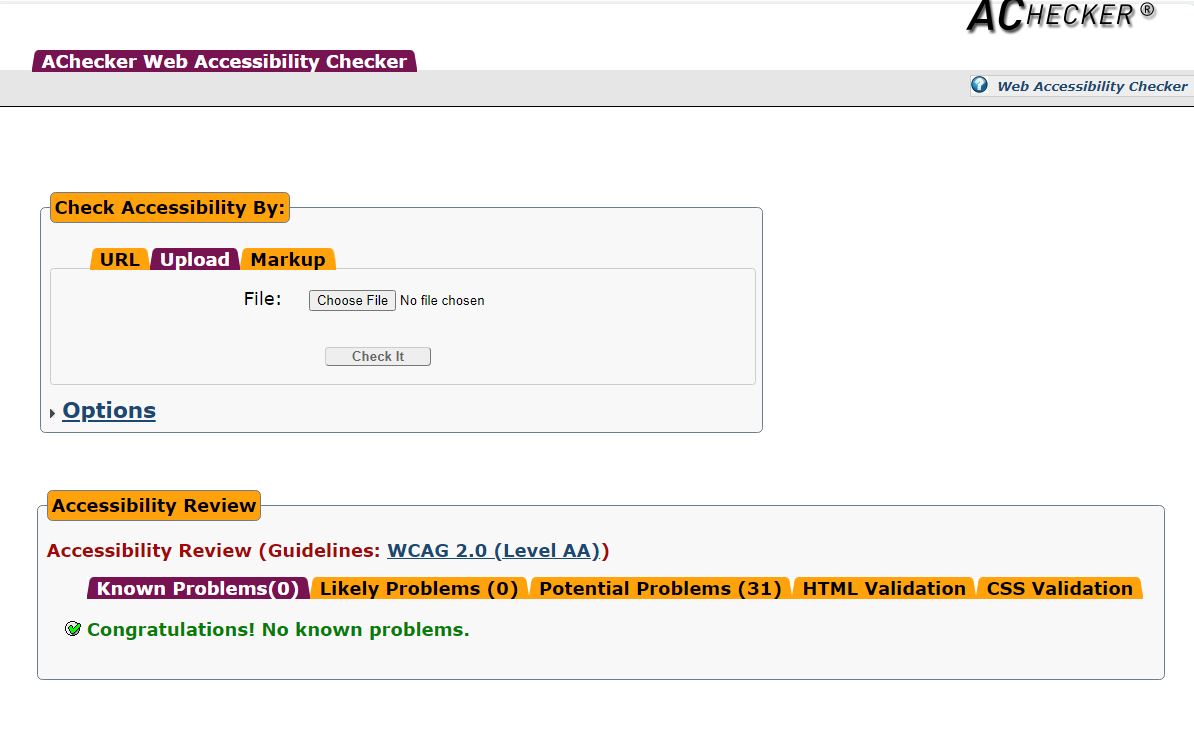 ACHECKER ®
AChecker Web Accessibility Checker
Web Accessibility Checker
Check Accessibility By:
URL Upload Markup
File: Choose File No file chosen
Check It
Options
Accessibility Review
Accessibility Review (Guidelines: WCAG 2.0 (Level AA))
Known Problems(0) Likely Problems (0) Potential Problems (31) HTML Validation CSS Validation
Congratulations! No known problems.